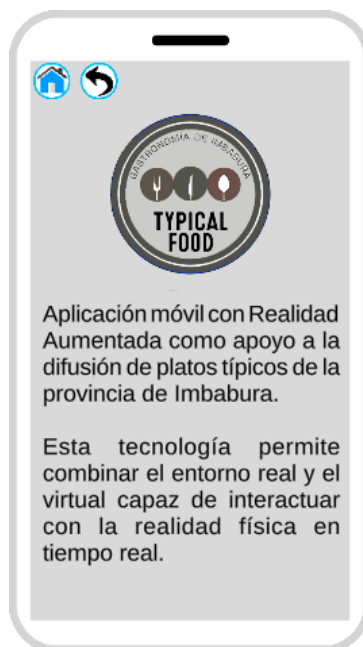 GASTRONOMIA DE IMBABURA
TYPICAL
FOOD
Aplicación móvil con Realidad
Aumentada como apoyo a la
difusión de platos típicos de la
provincia de Imbabura.
Esta tecnología permite
combinar el entorno real y el
virtual capaz de interactuar
con la realidad física en
tiempo real.